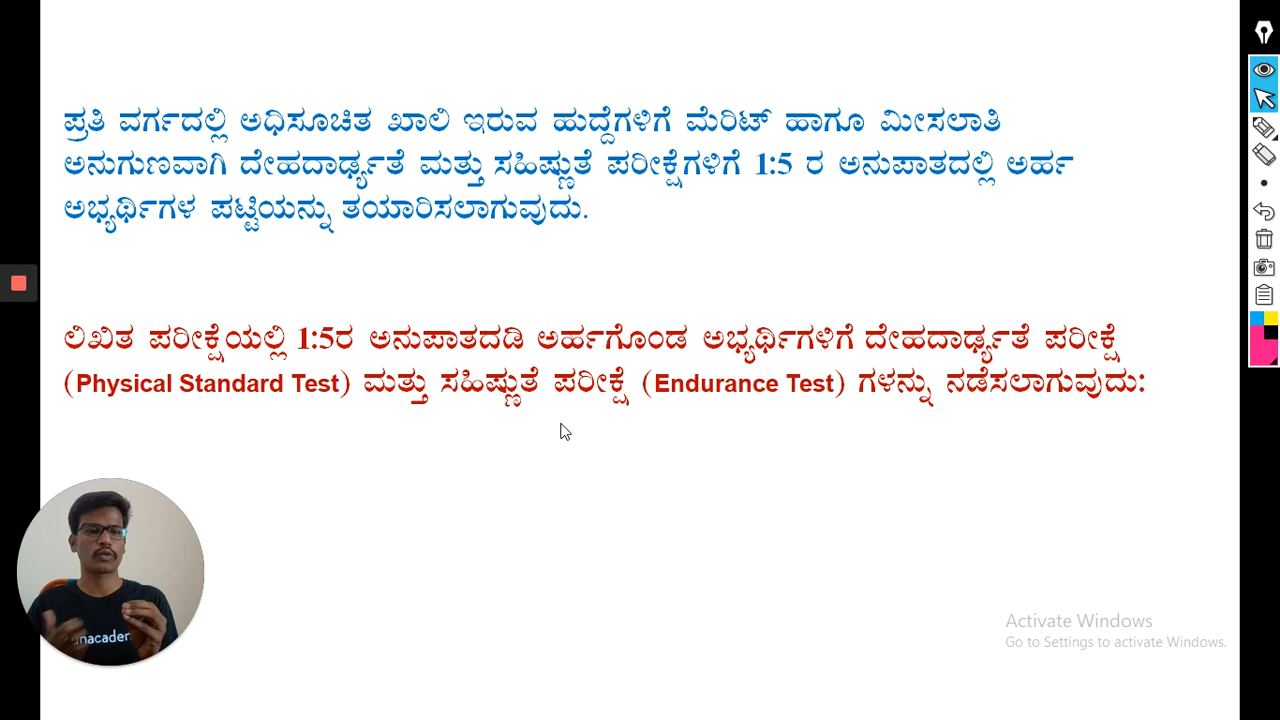 ಪ್ರತಿ ವರ್ಗದಲ್ಲಿ ಅಧಿಸೂಚಿತ ಖಾಲಿ ಇರುವ ಹುದ್ದೆಗಳಿಗೆ ಮೆರಿಟ್ ಹಾಗೂ ಮೀಸಲಾತಿ
ಅನುಗುಣವಾಗಿ ದೇಹದಾರ್ಢ್ಯತೆ ಮತ್ತು ಸಹಿಷ್ಣುತೆ ಪರೀಕ್ಷೆಗಳಿಗೆ 1:5 ರ ಅನುಪಾತದಲ್ಲಿ ಅರ್ಹ
ಅಭ್ಯರ್ಥಿಗಳ ಪಟ್ಟಿಯನ್ನು ತಯಾರಿಸಲಾಗುವುದು.
ಲಿಖಿತ ಪರೀಕ್ಷೆಯಲ್ಲಿ 1:5ರ ಅನುಪಾತದಡಿ ಅರ್ಹಗೊಂಡ ಅಭ್ಯರ್ಥಿಗಳಿಗೆ ದೇಹದಾರ್ಢ್ಯತೆ ಪರೀಕ್ಷೆ
(Physical Standard Test) ಮತ್ತು ಸಹಿಷ್ಣುತೆ ಪರೀಕ್ಷೆ (Endurance Test) ಗಳನ್ನು ನಡೆಸಲಾಗುವುದು:
nacadem
Activate Windows
Go to Settings to activate Windows.